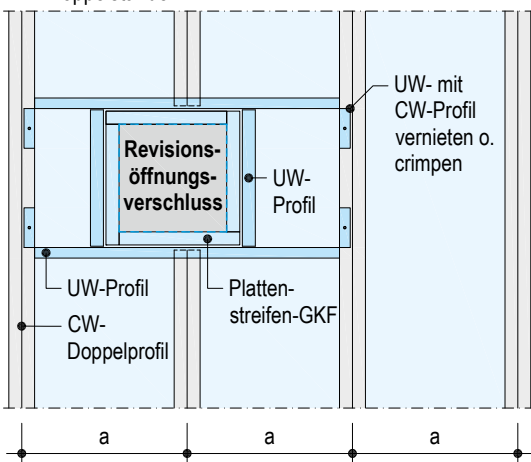 UW- mit
CW-Profil
vernieten o.
crimpen
Revisions-
öffnungs-
verschluss
UW-
Profil
UW-Profil
Platten-
streifen-GKF
CW-
Doppelprofil
a
a
a